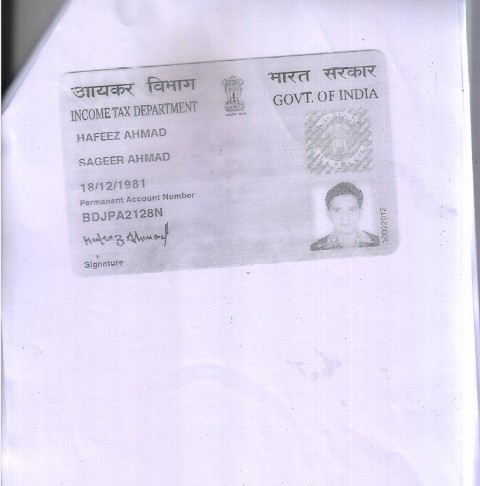 आयकर विभाग
भारत सरकार
INCOME TAX DEPARTMENT
GOVT. OF INDIA
HAFEEZ AHMAD
SAGEER AHMAD
18/12/1981
Permanent Account Number
BDJPA2128N
Hafeez Ahmad
Signature